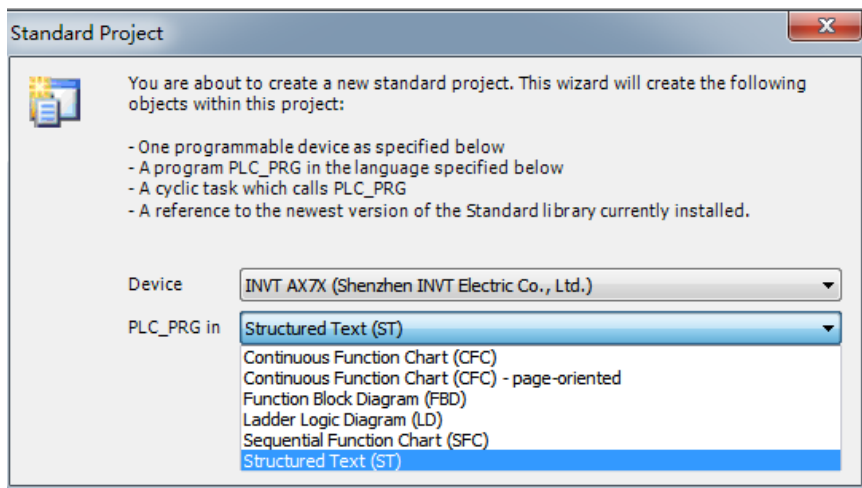 Standard Project
You are about to create a new standard project. This wizard will create the following
objects within this project:
- One programmable device as specified below
- A program PLC_PRG in the language specified below
- A cyclic task which calls PLC_PRG
- A reference to the newest version of the Standard library currently installed.
Device INVT AX7X (Shenzhen INVT Electric Co., Ltd.)
PLC_PRG in Structured Text (ST)
Continuous Function Chart (CFC)
Continuous Function Chart (CFC) - page-oriented
Function Block Diagram (FBD)
Ladder Logic Diagram (LD)
Sequential Function Chart (SFC)
Structured Text (ST)